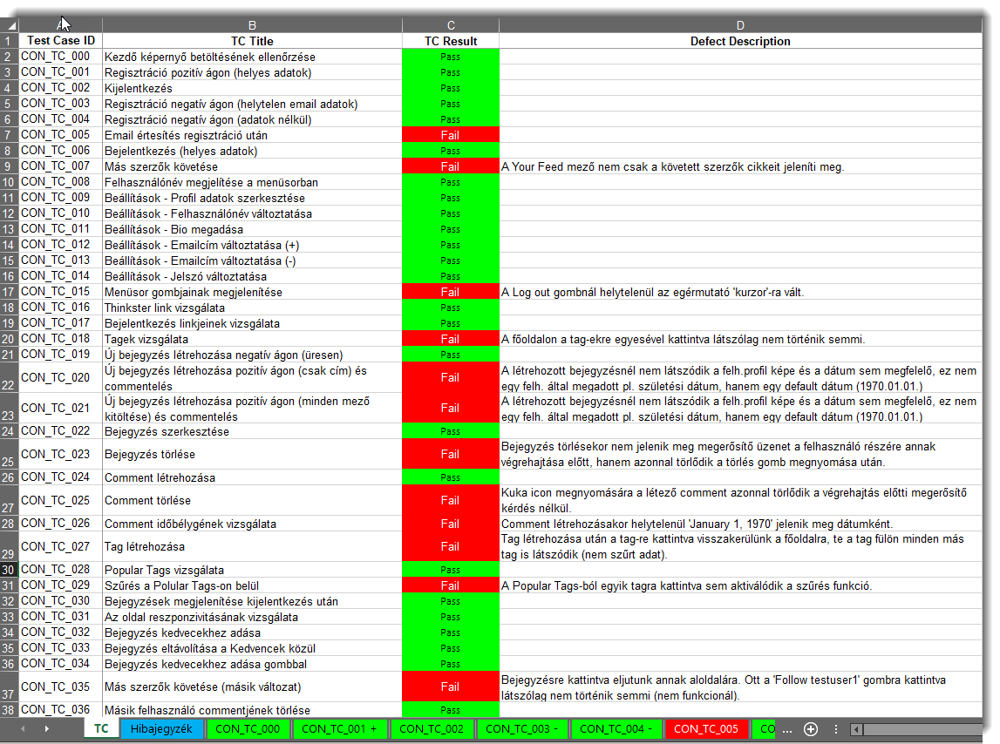 A B C D
1 Test Case ID TC Title TC Result Defect Description
2 CON_TC_000 Kezdő képernyő betöltésének ellenőrzése Pass
3 CON_TC_001 Regisztráció pozitív ágon (helyes adatok) Pass
4 CON_TC_002 Kijelentkezés Pass
5 CON_TC_003 Regisztráció negatív ágon (helytelen email adatok) Pass
6 CON_TC_004 Regisztráció negatív ágon (adatok nélkül) Pass
7 CON_TC_005 Email értesítés regisztráció után Fail
8 CON_TC_006 Bejelentkezés (helyes adatok) Pass
9 CON_TC_007 Más szerzők követése Fail A Your Feed mező nem csak a követett szerzők cikkeit jeleníti meg.
10 CON_TC_008 Felhasználónév megjelítése a menüsorban Pass
11 CON_TC_009 Beállítások - Profil adatok szerkesztése Pass
12 CON_TC_010 Beállítások - Felhasználónév változtatása Pass
13 CON_TC_011 Beállítások - Bio megadása Pass
14 CON_TC_012 Beállítások - Emailcím változtatása (+) Pass
15 CON_TC_013 Beállítások - Emailcím változtatása (-) Pass
16 CON_TC_014 Beállítások - Jelszó változtatása Pass
17 CON_TC_015 Menüsor gombjainak megjelenítése Fail A Log out gombnál helytelenül az egérmutató 'kurzor'-ra vált.
18 CON_TC_016 Thinkster link vizsgálata Pass
19 CON_TC_017 Bejelentkezés linkjeinek vizsgálata Pass
20 CON_TC_018 Tagek vizsgálata Fail A főoldalon a tag-ekre egyesével kattintva látszólag nem történik semmi.
21 CON_TC_019 Új bejegyzés létrehozása negatív ágon (üresen) Pass
22 CON_TC_020 Új bejegyzés létrehozása pozitív ágon (csak cím) és
commentelés Fail A létrehozott bejegyzésnél nem látszódik a felh.profil képe és a dátum sem megfelelő, ez nem
egy felh. által megadott pl. születési dátum, hanem egy default dátum (1970.01.01.)
23 CON_TC_021 Új bejegyzés létrehozása pozitív ágon (minden mező
kitöltése) és commentelés Fail A létrehozott bejegyzésnél nem látszódik a felh.profil képe és a dátum sem megfelelő, ez nem
egy felh. által megadott pl. születési dátum, hanem egy default dátum (1970.01.01.)
24 CON_TC_022 Bejegyzés szerkesztése Pass
25 CON_TC_023 Bejegyzés törlése Fail Bejegyzés törlésekor nem jelenik meg megerősítő üzenet a felhasználó részére annak
végrehajtása előtt, hanem azonnal törlődik a törlés gomb megnyomása után.
26 CON_TC_024 Comment létrehozása Pass
27 CON_TC_025 Comment törlése Fail Kuka icon megnyomására a létező comment azonnal törlődik a végrehajtás előtti megerősítő
kérdés nélkül.
28 CON_TC_026 Comment időbélygének vizsgálata Fail Comment létrehozásakor helytelenül 'January 1, 1970' jelenik meg dátumként.
29 CON_TC_027 Tag létrehozása Fail Tag létrehozása után a tag-re kattintva visszakerülünk a főoldalra, te a tag fülön minden más
tag is látszódik (nem szűrt adat).
30 CON_TC_028 Popular Tags vizsgálata Pass
31 CON_TC_029 Szűrés a Polular Tags-on belül Fail A Popular Tags-ból egyik tagra kattintva sem aktiválódik a szűrés funkció.
32 CON_TC_030 Bejegyzések megjelenítése kijelentkezés után Pass
33 CON_TC_031 Az oldal reszponzivitásának vizsgálata Pass
34 CON_TC_032 Bejegyzés kedvecekhez adása Pass
35 CON_TC_033 Bejegyzés eltávolítása a Kedvencek közül Pass
36 CON_TC_034 Bejegyzés kedvecekhez adása gombbal Pass
37 CON_TC_035 Más szerzők követése (másik változat) Fail Bejegyzésre kattintva eljutunk annak aloldalára. Ott a 'Follow testuser1' gombra kattintva
látszólag nem történik semmi (nem funkcionál).
38 CON_TC_036 Másik felhasználó commentjének törlése Pass
TC Hibajegyzék CON_TC_000 CON_TC_001 + CON_TC_002 CON_TC_003 - CON_TC_004 - CON_TC_005 CO ...